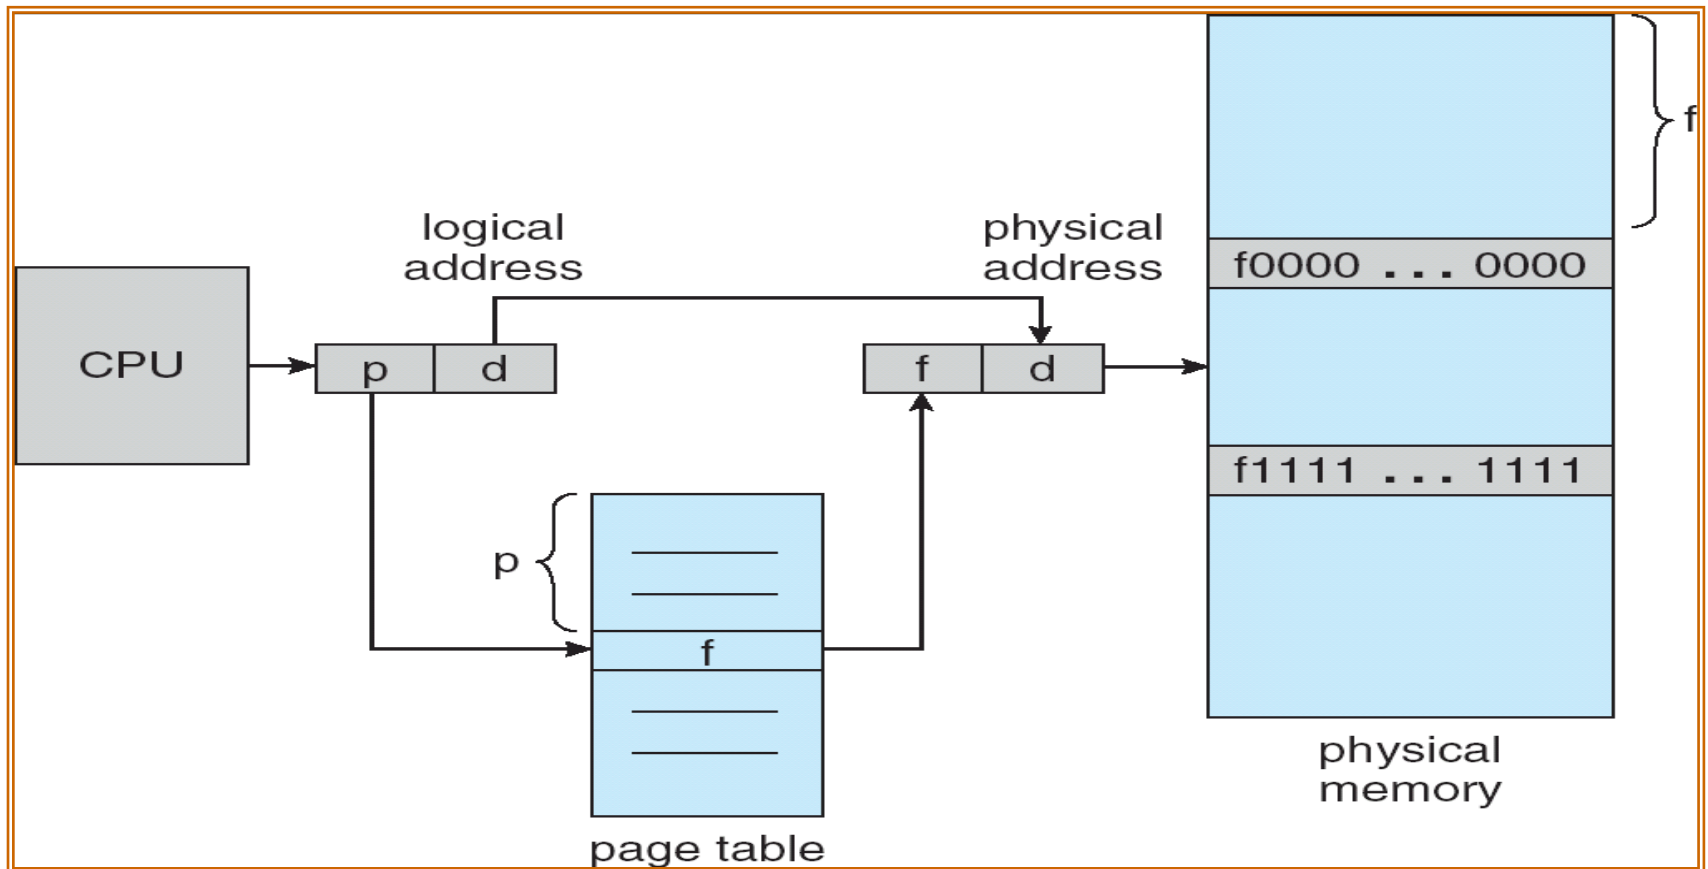 f
logical
address
physical
address
f0000 ... 0000
CPU
p d
f d
f1111 ... 1111
p
f
physical
memory
page table